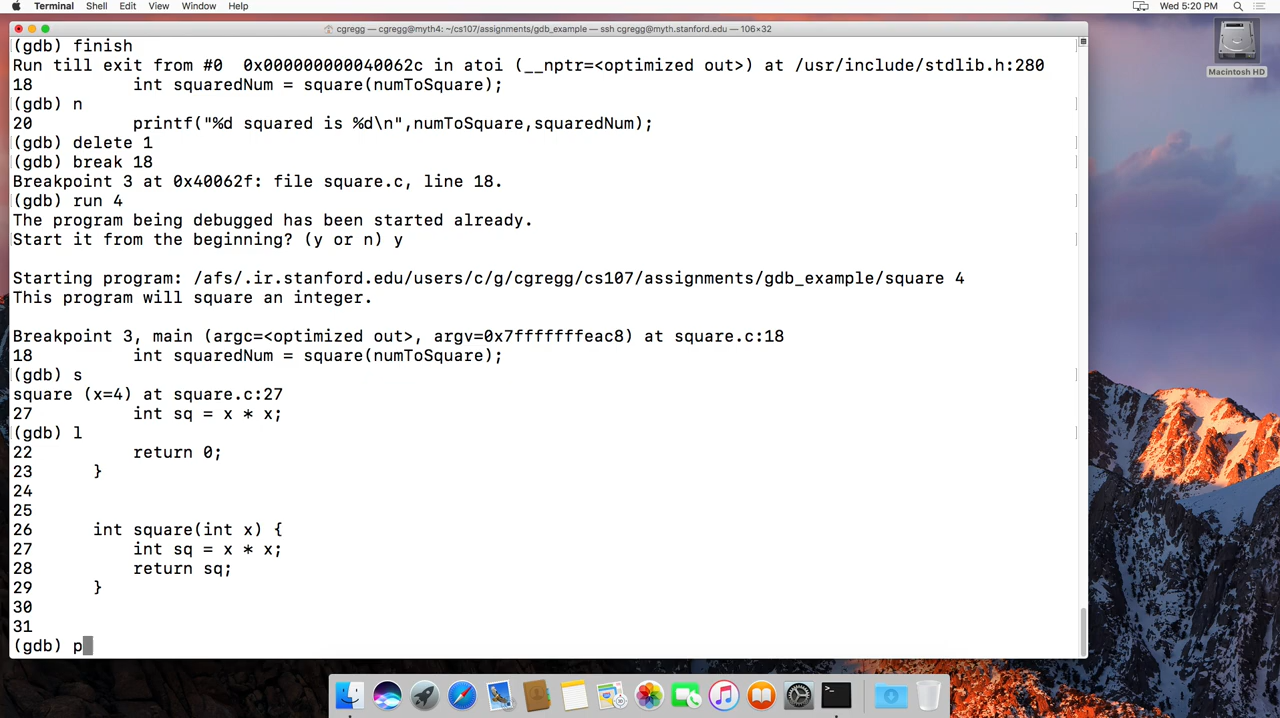 Terminal Shell Edit View Window Help Wed 5:20 PM
cgregg — cgregg@myth4: ~/cs107/assignments/gdb_example — ssh cgregg@myth.stanford.edu — 106×32
Macintosh HD
(gdb) finish
Run till exit from #0  0x000000000040062c in atoi (__nptr=<optimized out>) at /usr/include/stdlib.h:280
18          int squaredNum = square(numToSquare);
(gdb) n
20          printf("%d squared is %d\n",numToSquare,squaredNum);
(gdb) delete 1
(gdb) break 18
Breakpoint 3 at 0x40062f: file square.c, line 18.
(gdb) run 4
The program being debugged has been started already.
Start it from the beginning? (y or n) y
Starting program: /afs/.ir.stanford.edu/users/c/g/cgregg/cs107/assignments/gdb_example/square 4
This program will square an integer.
Breakpoint 3, main (argc=<optimized out>, argv=0x7fffffffeac8) at square.c:18
18          int squaredNum = square(numToSquare);
(gdb) s
square (x=4) at square.c:27
27          int sq = x * x;
(gdb) l
22          return 0;
23      }
24
25
26      int square(int x) {
27          int sq = x * x;
28          return sq;
29      }
30
31
(gdb) p